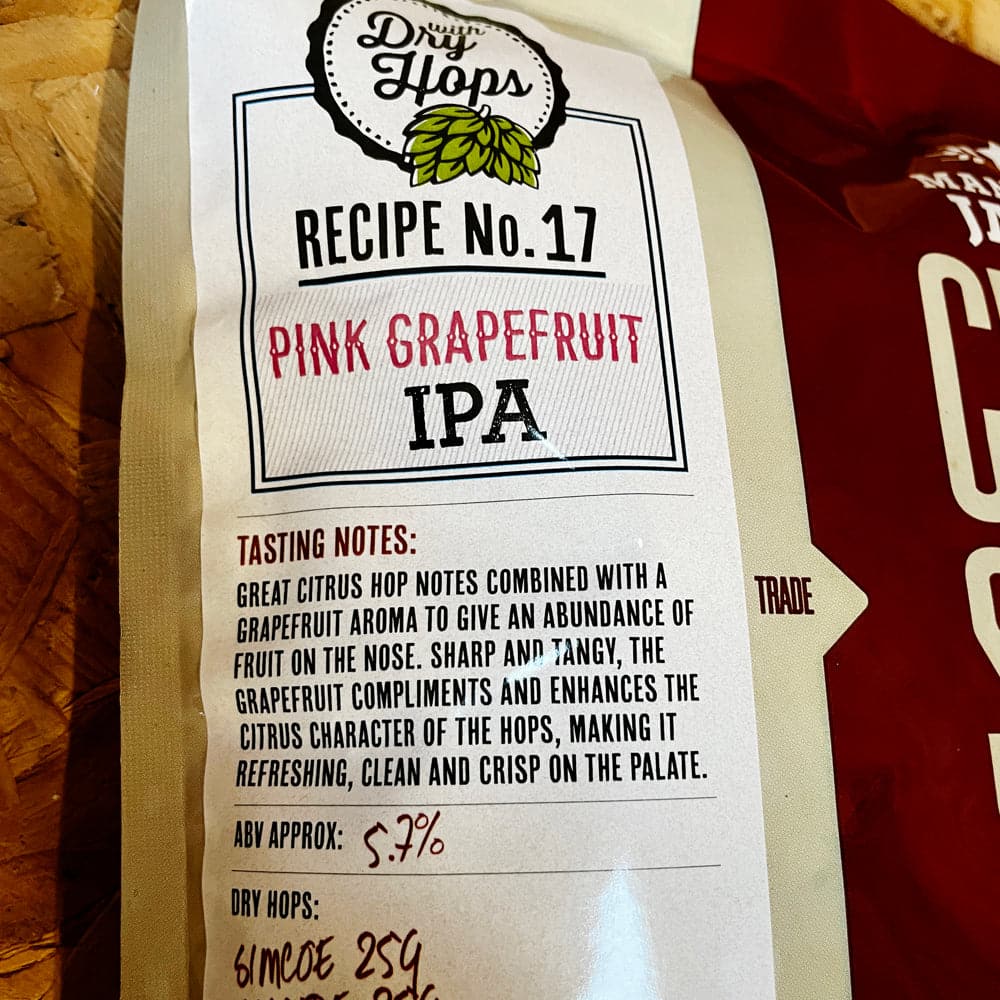 with
Dry
Hops
RECIPE No. 17
PINK GRAPEFRUIT
IPA
TASTING NOTES:
GREAT CITRUS HOP NOTES COMBINED WITH A
GRAPEFRUIT AROMA TO GIVE AN ABUNDANCE OF
FRUIT ON THE NOSE. SHARP AND TANGY, THE
GRAPEFRUIT COMPLIMENTS AND ENHANCES THE
CITRUS CHARACTER OF THE HOPS, MAKING IT
REFRESHING, CLEAN AND CRISP ON THE PALATE.
ABV APPROX: 5.7%
DRY HOPS:
SIMCOE 25G
TRADE